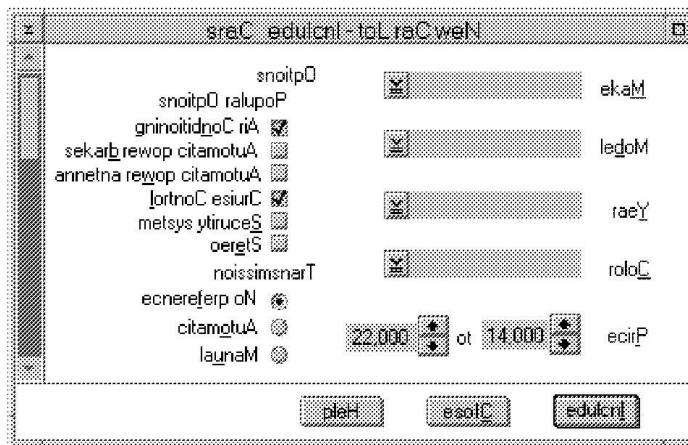 sraC edulcnI - toL raC weN
snoitpO
snoitpO ralupoP
gninoitidnoC riA
sekarb rewop citamotuA
annetna rewop citamotuA
lortnoC esiurC
metsys ytiruceS
oeretS
noissimsnarT
ecnereferp oN
citamotuA
launaM
ekaM
ledoM
raeY
roloC
22,000 ot 14,000 ecirP
pleH esolC edulcnI